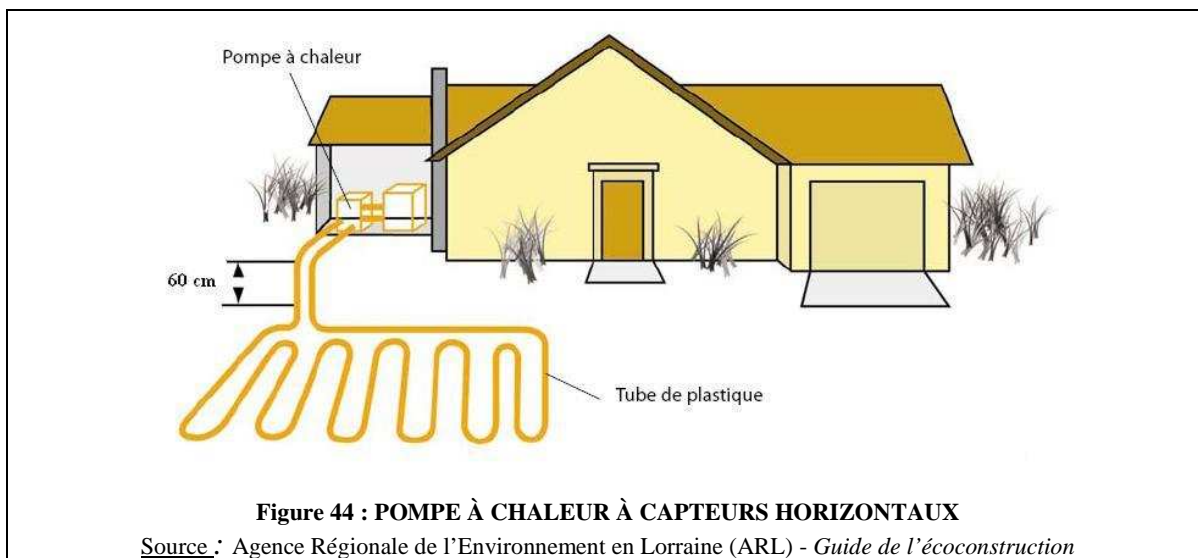 Pompe à chaleur
60 cm
Tube de plastique
Figure 44 : POMPE À CHALEUR À CAPTEURS HORIZONTAUX
Source : Agence Régionale de l'Environnement en Lorraine (ARL) - Guide de l'écoconstruction